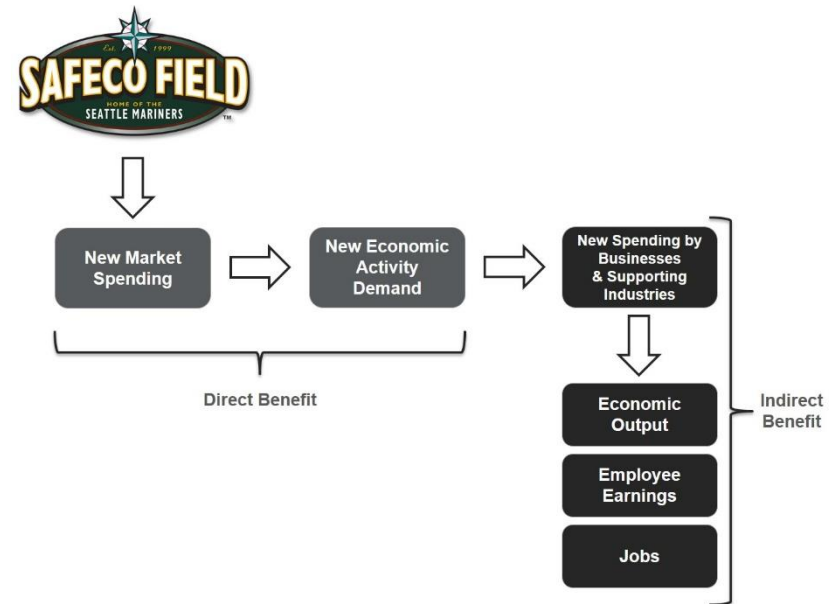 Est. 1999
SAFECO FIELD
HOME OF THE
SEATTLE MARINERS
TM
New Market
Spending
New Economic
Activity
Demand
New Spending by
Businesses
& Supporting
Industries
Direct Benefit
Economic
Output
Employee
Earnings
Jobs
Indirect
Benefit